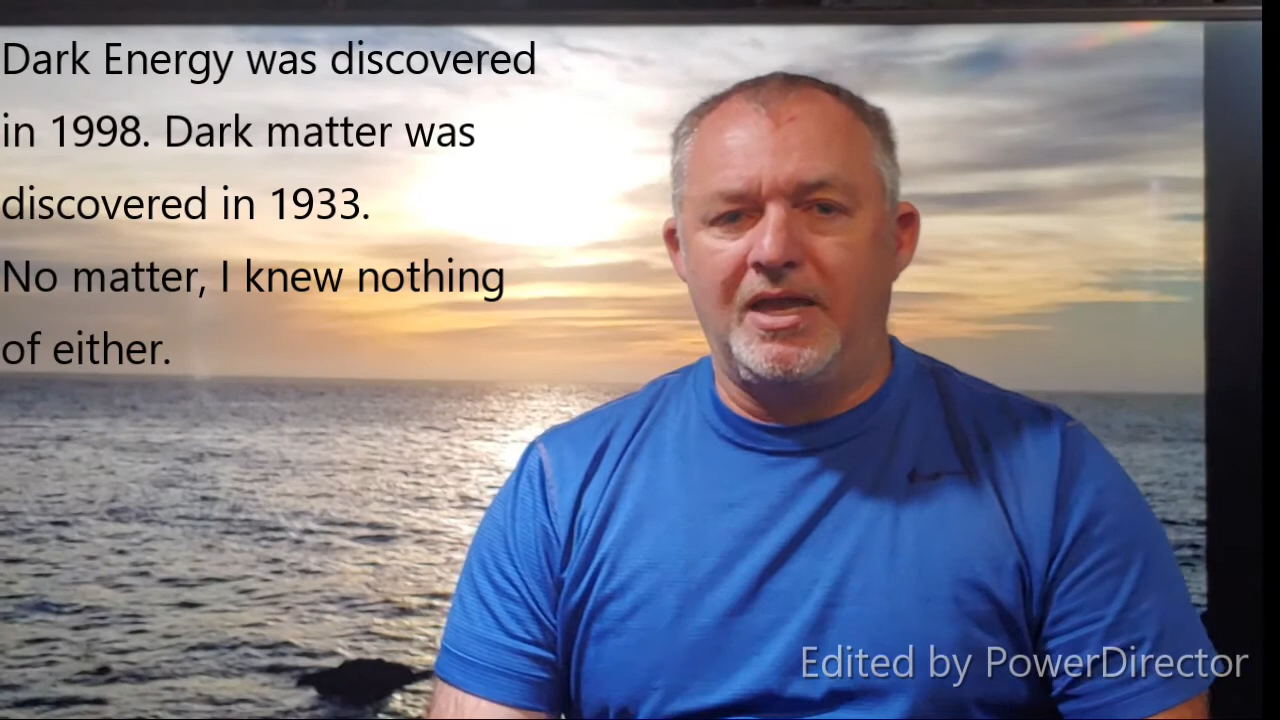 Dark Energy was discovered
in 1998. Dark matter was
discovered in 1933.
No matter, I knew nothing
of either.
Edited by PowerDirector